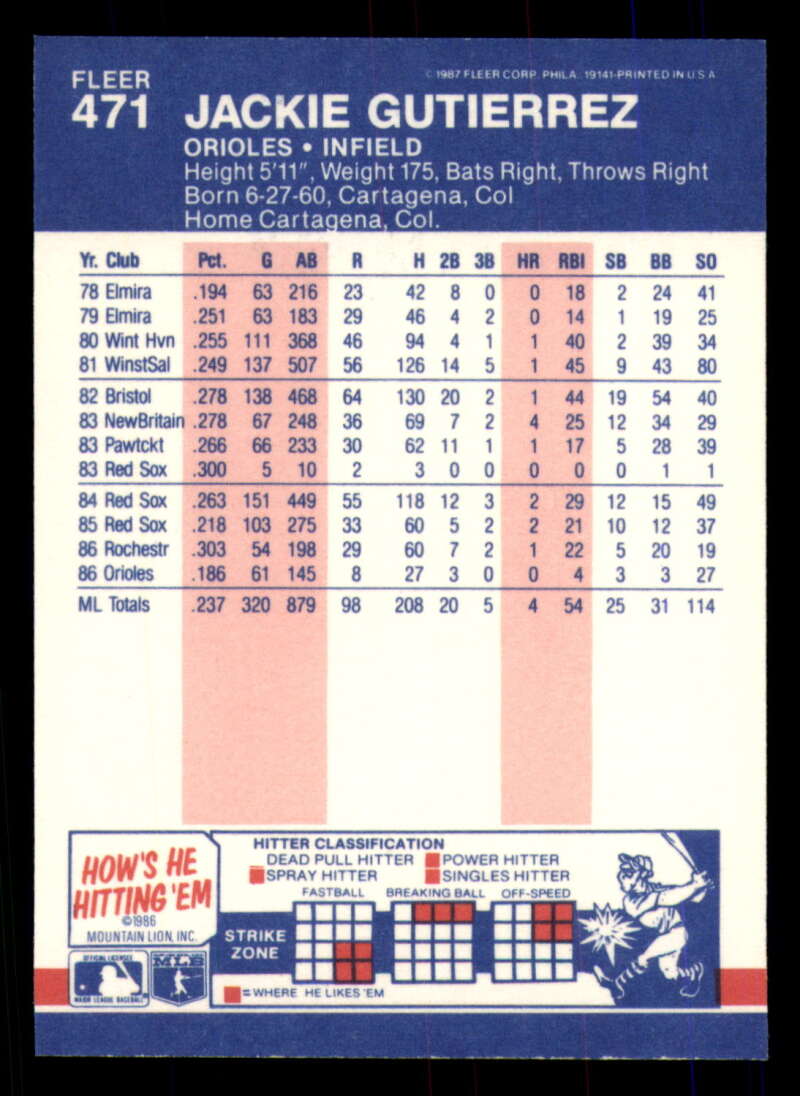 FLEER
471
© 1987 FLEER CORP. PHILA. 19141-PRINTED IN U.S.A
JACKIE GUTIERREZ
ORIOLES • INFIELD
Height 5'11", Weight 175, Bats Right, Throws Right
Born 6-27-60, Cartagena, Col
Home Cartagena, Col.
Yr. Club Pct. G AB R H 2B 3B HR RBI SB BB SO
78 Elmira .194 63 216 23 42 8 0 0 18 2 24 41
79 Elmira .251 63 183 29 46 4 2 0 14 1 19 25
80 Wint Hvn .255 111 368 46 94 4 1 1 40 2 39 34
81 WinstSal .249 137 507 56 126 14 5 1 45 9 43 80
82 Bristol .278 138 468 64 130 20 2 1 44 19 54 40
83 NewBritain .278 67 248 36 69 7 2 4 25 12 34 29
83 Pawtckt .266 66 233 30 62 11 1 1 17 5 28 39
83 Red Sox .300 5 10 2 3 0 0 0 0 0 1 1
84 Red Sox .263 151 449 55 118 12 3 2 29 12 15 49
85 Red Sox .218 103 275 33 60 5 2 2 21 10 12 37
86 Rochestr .303 54 198 29 60 7 2 1 22 5 20 19
86 Orioles .186 61 145 8 27 3 0 0 4 3 3 27
ML Totals .237 320 879 98 208 20 5 4 54 25 31 114
HOW'S HE
HITTING 'EM
©1986
MOUNTAIN LION, INC.
OFFICIAL LICENSEE
MAJOR LEAGUE BASEBALL
MLB
HITTER CLASSIFICATION
DEAD PULL HITTER POWER HITTER
SPRAY HITTER SINGLES HITTER
FASTBALL BREAKING BALL OFF-SPEED
STRIKE
ZONE
=WHERE HE LIKES 'EM